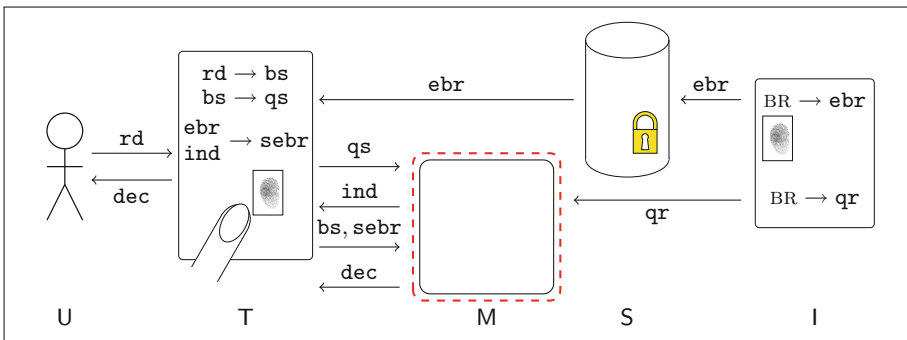 rd → bs
bs → qs
ebr
ind → sebr
rd
dec
ebr
qs
ind
bs, sebr
dec
ebr
qr
BR → ebr
BR → qr
U T M S I